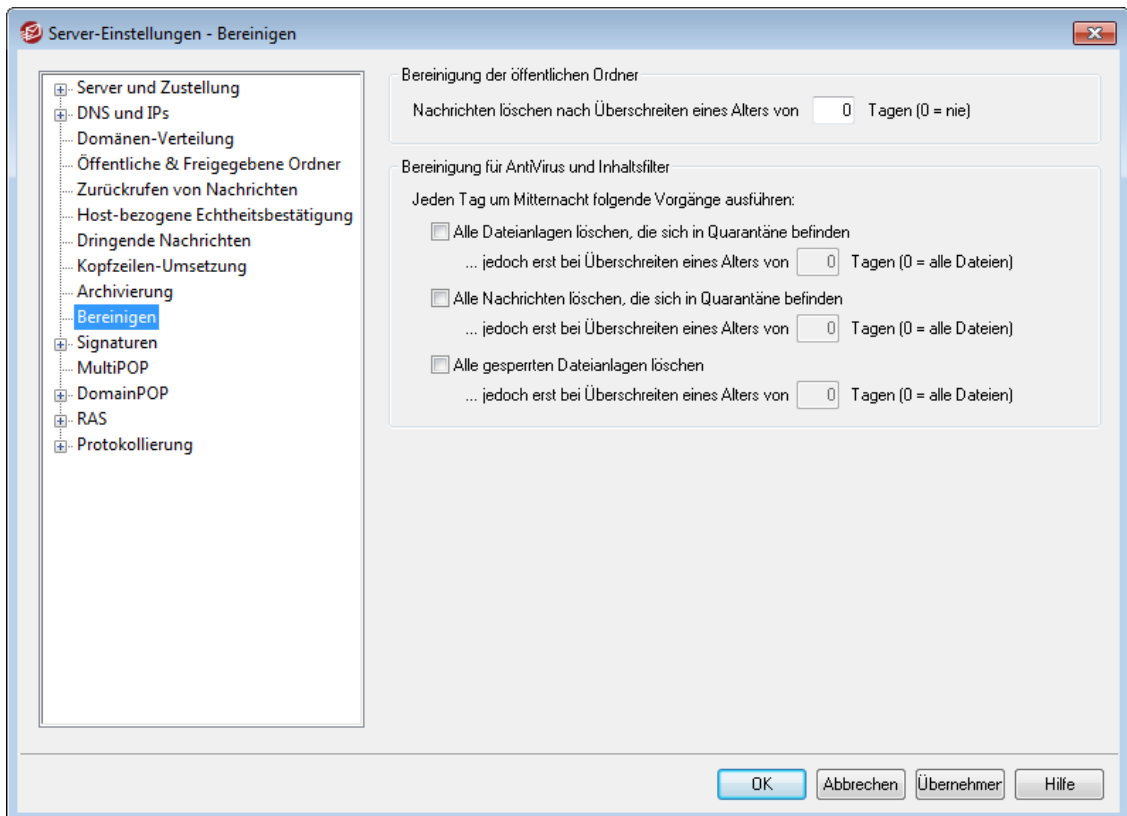 Server-Einstellungen - Bereinigen
Server und Zustellung
DNS und IPs
Domänen-Verteilung
Öffentliche & Freigegebene Ordner
Zurückrufen von Nachrichten
Host-bezogene Echtheitsbestätigung
Dringende Nachrichten
Kopfzeilen-Umsetzung
Archivierung
Bereinigen
Signaturen
MultiPOP
DomainPOP
RAS
Protokollierung
Bereinigung der öffentlichen Ordner
Nachrichten löschen nach Überschreiten eines Alters von 0 Tagen (0 = nie)
Bereinigung für AntiVirus und Inhaltsfilter
Jeden Tag um Mitternacht folgende Vorgänge ausführen:
Alle Dateianlagen löschen, die sich in Quarantäne befinden
... jedoch erst bei Überschreiten eines Alters von 0 Tagen (0 = alle Dateien)
Alle Nachrichten löschen, die sich in Quarantäne befinden
... jedoch erst bei Überschreiten eines Alters von 0 Tagen (0 = alle Dateien)
Alle gesperrten Dateianlagen löschen
... jedoch erst bei Überschreiten eines Alters von 0 Tagen (0 = alle Dateien)
OK Abbrechen Übernehmer Hilfe